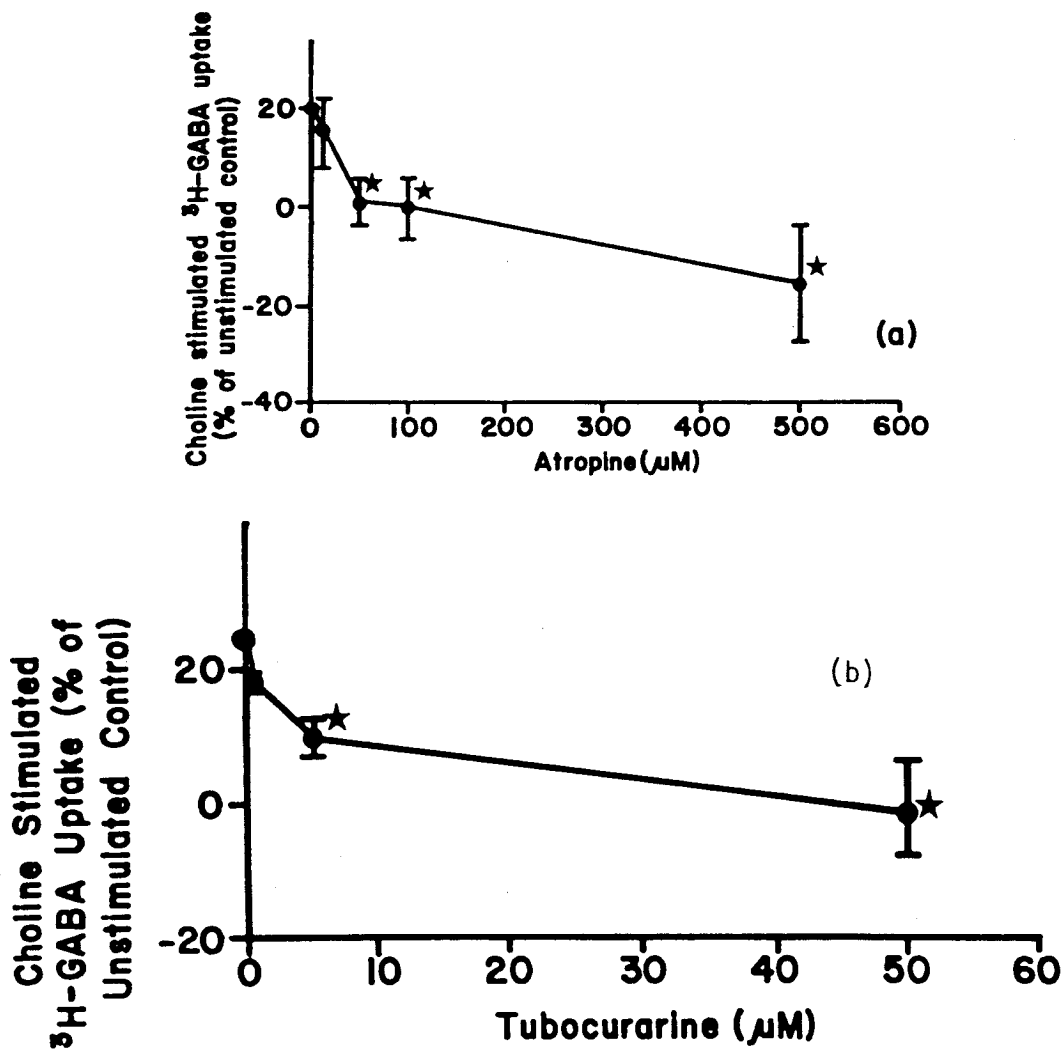 Choline stimulated ³H-GABA uptake
(% of unstimulated control)
20
0
-20
-40
0 100 200 300 400 500 600
Atropine (μM)
(a)
Choline Stimulated
³H-GABA Uptake (% of
Unstimulated Control)
20
0
-20
0 10 20 30 40 50 60
Tubocurarine (μM)
(b)